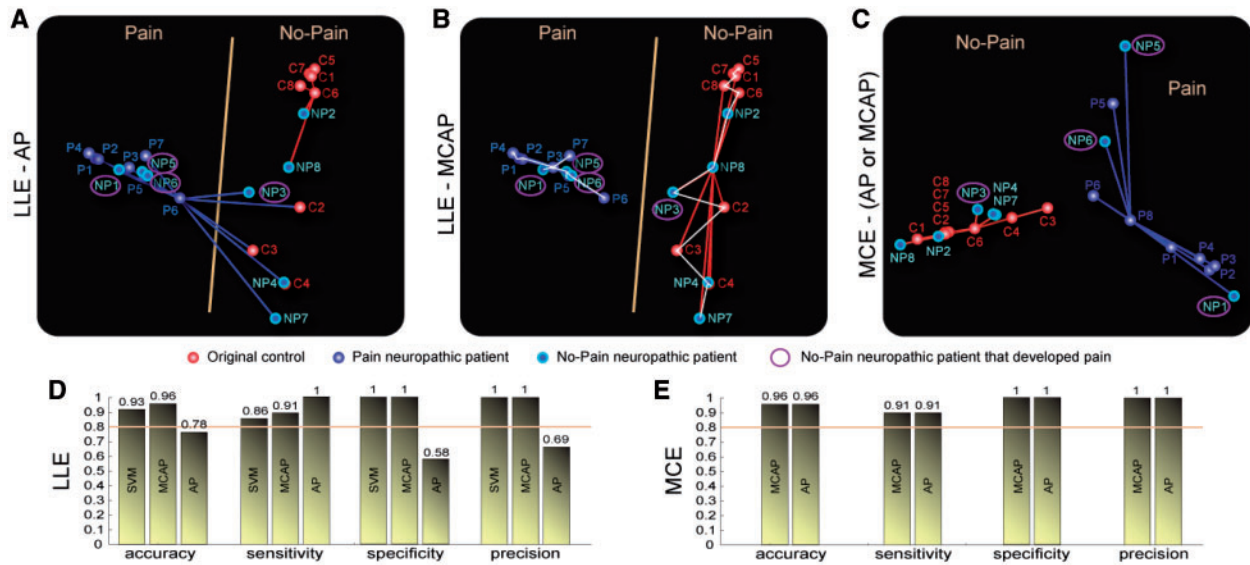 A
LLE - AP
Pain
No-Pain
C5
C7
C1
C8
C6
NP2
P4
P2
P7
P1
P3
NP5
NP8
NP1
P5
NP6
NP3
P6
C2
C3
NP4
C4
NP7
B
LLE - MCAP
Pain
No-Pain
C5
C7
C1
C8
C6
NP2
P4
P7
P1
P3
NP5
NP8
NP1
P5
NP6
P6
NP3
C2
C3
NP4
C4
NP7
C
MCE - (AP or MCAP)
No-Pain
NP5
Pain
P5
NP6
C8
C7
C5
C2
NP3
NP4
NP7
P6
C1
C6
C4
C3
P8
NP8
NP2
P1
P4
P3
P2
NP1
Original control
Pain neuropathic patient
No-Pain neuropathic patient
No-Pain neuropathic patient that developed pain
D
LLE
1
0.9
0.8
0.7
0.6
0.5
0.4
0.3
0.2
0.1
0
0.93
0.96
0.78
0.86
0.91
1
1
1
0.58
1
1
0.69
SVM
MCAP
AP
SVM
MCAP
AP
SVM
MCAP
AP
SVM
MCAP
AP
accuracy
sensitivity
specificity
precision
E
MCE
1
0.9
0.8
0.7
0.6
0.5
0.4
0.3
0.2
0.1
0
0.96
0.96
0.91
0.91
1
1
1
1
MCAP
AP
MCAP
AP
MCAP
AP
MCAP
AP
accuracy
sensitivity
specificity
precision